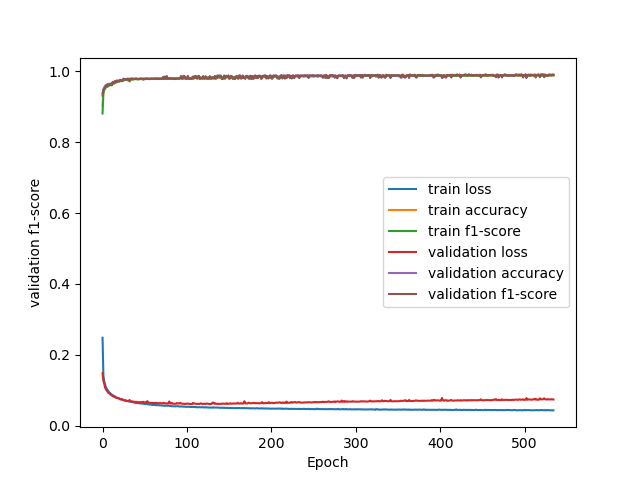 1.0
0.8
0.6
0.4
0.2
0.0
validation f1-score
train loss
train accuracy
train f1-score
validation loss
validation accuracy
validation f1-score
0 100 200 300 400 500
Epoch